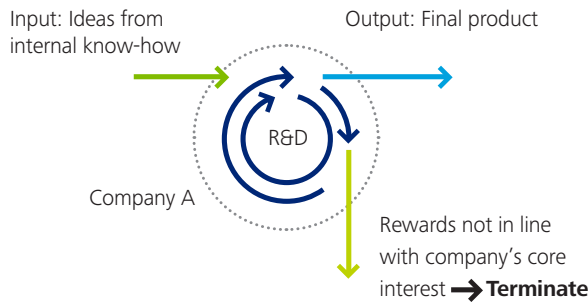 Input: Ideas from
internal know-how
Output: Final product
R&D
Company A
Rewards not in line
with company’s core
interest → Terminate